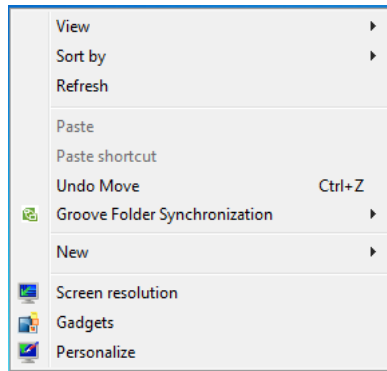 View
Sort by
Refresh
Paste
Paste shortcut
Undo Move Ctrl+Z
Groove Folder Synchronization
New
Screen resolution
Gadgets
Personalize